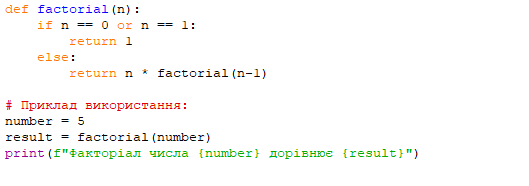 def factorial(n):
    if n == 0 or n == 1:
        return 1
    else:
        return n * factorial(n-1)

# Приклад використання:
number = 5
result = factorial(number)
print(f"Факторіал числа {number} дорівнює {result}")